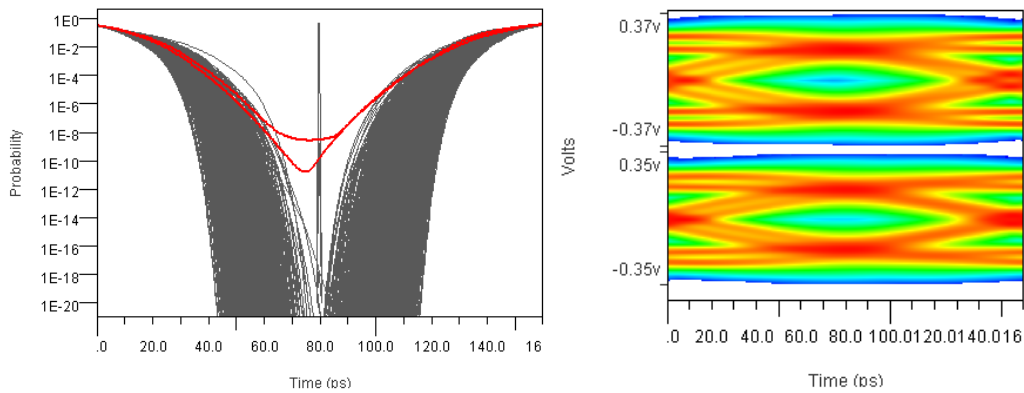 1E0
1E-2
1E-4
1E-6
1E-8
1E-10
1E-12
1E-14
1E-16
1E-18
1E-20
Probability
.0 20.0 40.0 60.0 80.0 100.0 120.0 140.0 16
Time (ps)
0.37v
-0.37v
0.35v
-0.35v
Volts
.0 20.0 40.0 60.0 80.0 100.0120.0140.016
Time (ps)